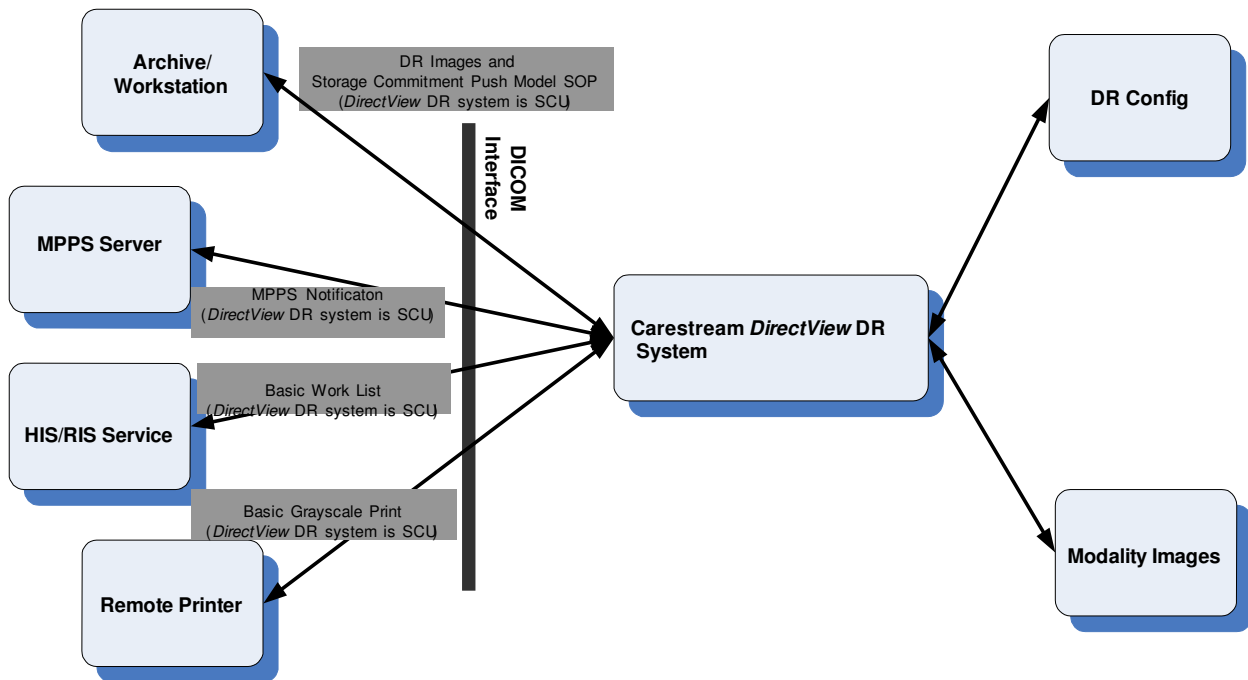 Archive/
Workstation
DR Images and
Storage Commitment Push Model SOP
(DirectView DR system is SCU)
DR Config
DICOM
Interface
MPPS Server
MPPS Notificaton
(DirectView DR system is SCU)
Carestream DirectView DR
System
Basic Work List
(DirectView DR system is SCU)
HIS/RIS Service
Basic Grayscale Print
(DirectView DR system is SCU)
Modality Images
Remote Printer